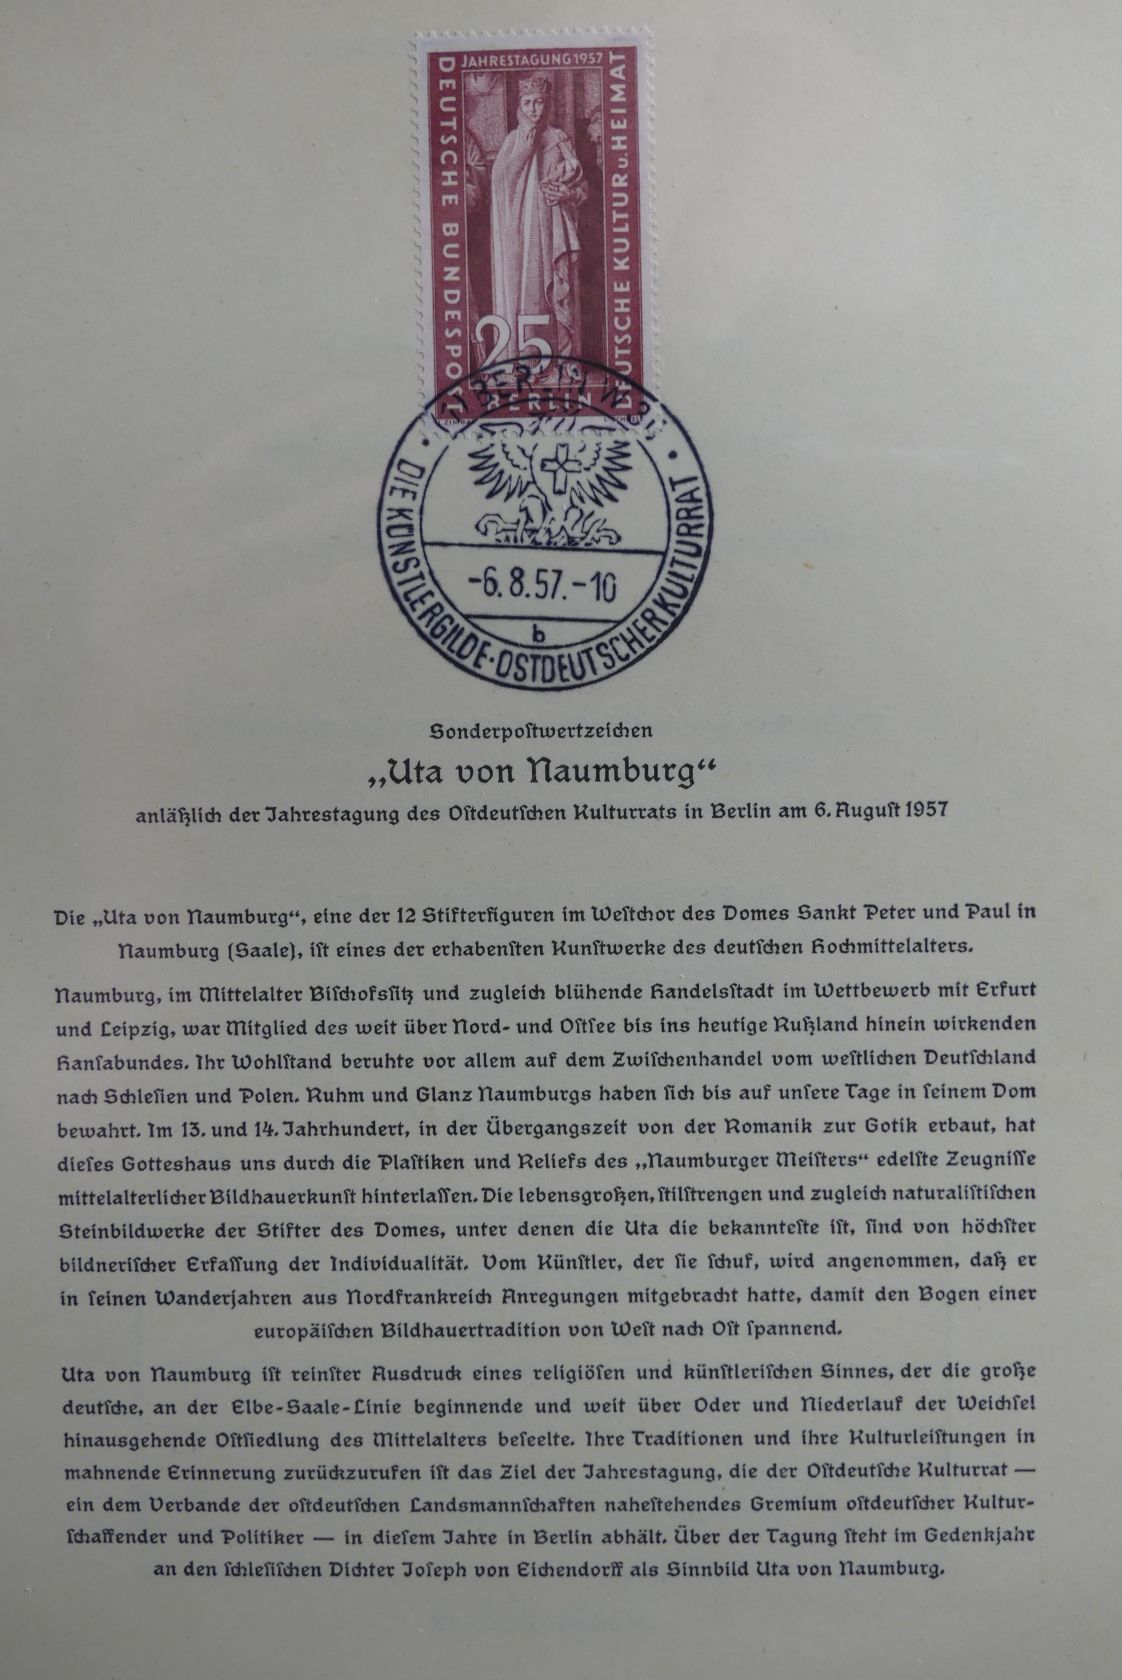 JAHRESTAGUNG 1957
DEUTSCHE BUNDESPOST
DEUTSCHE KULTUR u. HEIMAT
25
BERLIN
BERLIN W
DIE KÜNSTLERGILDE · OSTDEUTSCHER KULTURRAT
-6.8.57.-10
b
Sonderpoſtwertzeichen
„Uta von Naumburg“
anläßlich der Jahrestagung des Oſtdeutſchen Kulturrats in Berlin am 6. Auguſt 1957
Die „Uta von Naumburg“, eine der 12 Stifterfiguren im Weſtchor des Domes Sankt Peter und Paul in
Naumburg (Saale), iſt eines der erhabenſten Kunſtwerke des deutſchen Hochmittelalters.
Naumburg, im Mittelalter Biſchofsſitz und zugleich blühende Handelsſtadt im Wettbewerb mit Erfurt
und Leipzig, war Mitglied des weit über Nord- und Oſtſee bis ins heutige Rußland hinein wirkenden
Hanſabundes. Ihr Wohlſtand beruhte vor allem auf dem Zwiſchenhandel vom weſtlichen Deutſchland
nach Schleſien und Polen. Ruhm und Glanz Naumburgs haben ſich bis auf unſere Tage in ſeinem Dom
bewahrt. Im 13. und 14. Jahrhundert, in der Übergangszeit von der Romanik zur Gotik erbaut, hat
dieſes Gotteshaus uns durch die Plaſtiken und Reliefs des „Naumburger Meiſters“ edelſte Zeugniſſe
mittelalterlicher Bildhauerkunſt hinterlaſſen. Die lebensgroßen, ſtilſtrengen und zugleich naturaliſtiſchen
Steinbildwerke der Stifter des Domes, unter denen die Uta die bekannteſte iſt, ſind von höchſter
bildneriſcher Erfaſſung der Individualität. Vom Künſtler, der ſie ſchuf, wird angenommen, daß er
in ſeinen Wanderjahren aus Nordfrankreich Anregungen mitgebracht hatte, damit den Bogen einer
europäiſchen Bildhauertradition von Weſt nach Oſt ſpannend.
Uta von Naumburg iſt reinſter Ausdruck eines religiöſen und künſtleriſchen Sinnes, der die große
deutſche, an der Elbe-Saale-Linie beginnende und weit über Oder und Niederlauf der Weichſel
hinausgehende Oſtſiedlung des Mittelalters beſeelte. Ihre Traditionen und ihre Kulturleiſtungen in
mahnende Erinnerung zurückzurufen iſt das Ziel der Jahrestagung, die der Oſtdeutſche Kulturrat —
ein dem Verbande der oſtdeutſchen Landsmannſchaften naheſtehendes Gremium oſtdeutſcher Kultur-
ſchaffender und Politiker — in dieſem Jahre in Berlin abhält. Über der Tagung ſteht im Gedenkjahr
an den ſchleſiſchen Dichter Joſeph von Eichendorff als Sinnbild Uta von Naumburg.